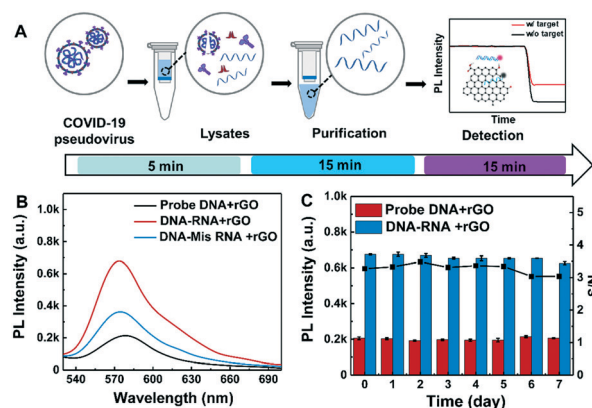 A
w/ target
w/o target
PL Intensity
Time
COVID-19
pseudovirus
Lysates
Purification
Detection
5 min
15 min
15 min
B
1.0k
0.8k
0.6k
0.4k
0.2k
0.0
PL Intensity (a.u.)
Probe DNA+rGO
DNA-RNA+rGO
DNA-Mis RNA +rGO
540
570
600
630
660
690
Wavelength (nm)
C
1.0k
0.8k
0.6k
0.4k
0.2k
0.0
PL Intensity (a.u.)
Probe DNA+rGO
DNA-RNA +rGO
5
4
3
2
1
0
S/N
0 1 2 3 4 5 6 7
Time (day)